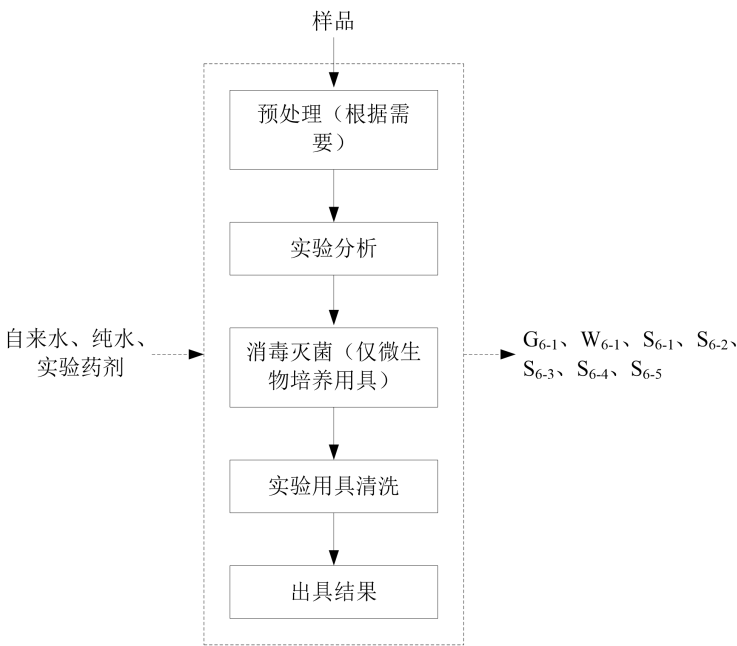 样品
预处理（根据需
要）
实验分析
自来水、纯水、
实验药剂
消毒灭菌（仅微生
物培养用具）
G6-1、W6-1、S6-1、S6-2、
S6-3、S6-4、S6-5
实验用具清洗
出具结果